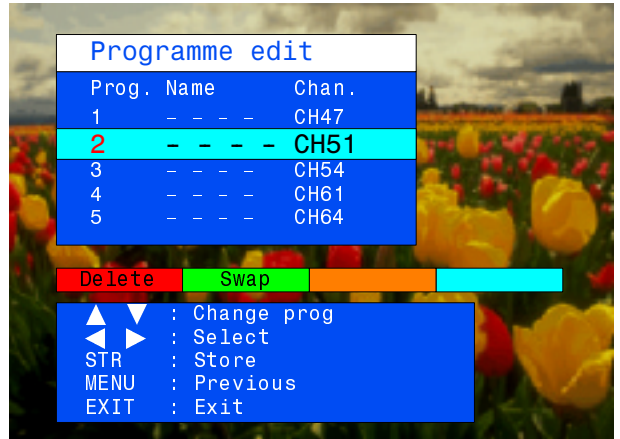 Programme edit
Prog. Name Chan.
1 - - - - CH47
2 - - - - CH51
3 - - - - CH54
4 - - - - CH61
5 - - - - CH64
Delete Swap
▲ ▼ : Change prog
◀ ▶ : Select
STR : Store
MENU : Previous
EXIT : Exit